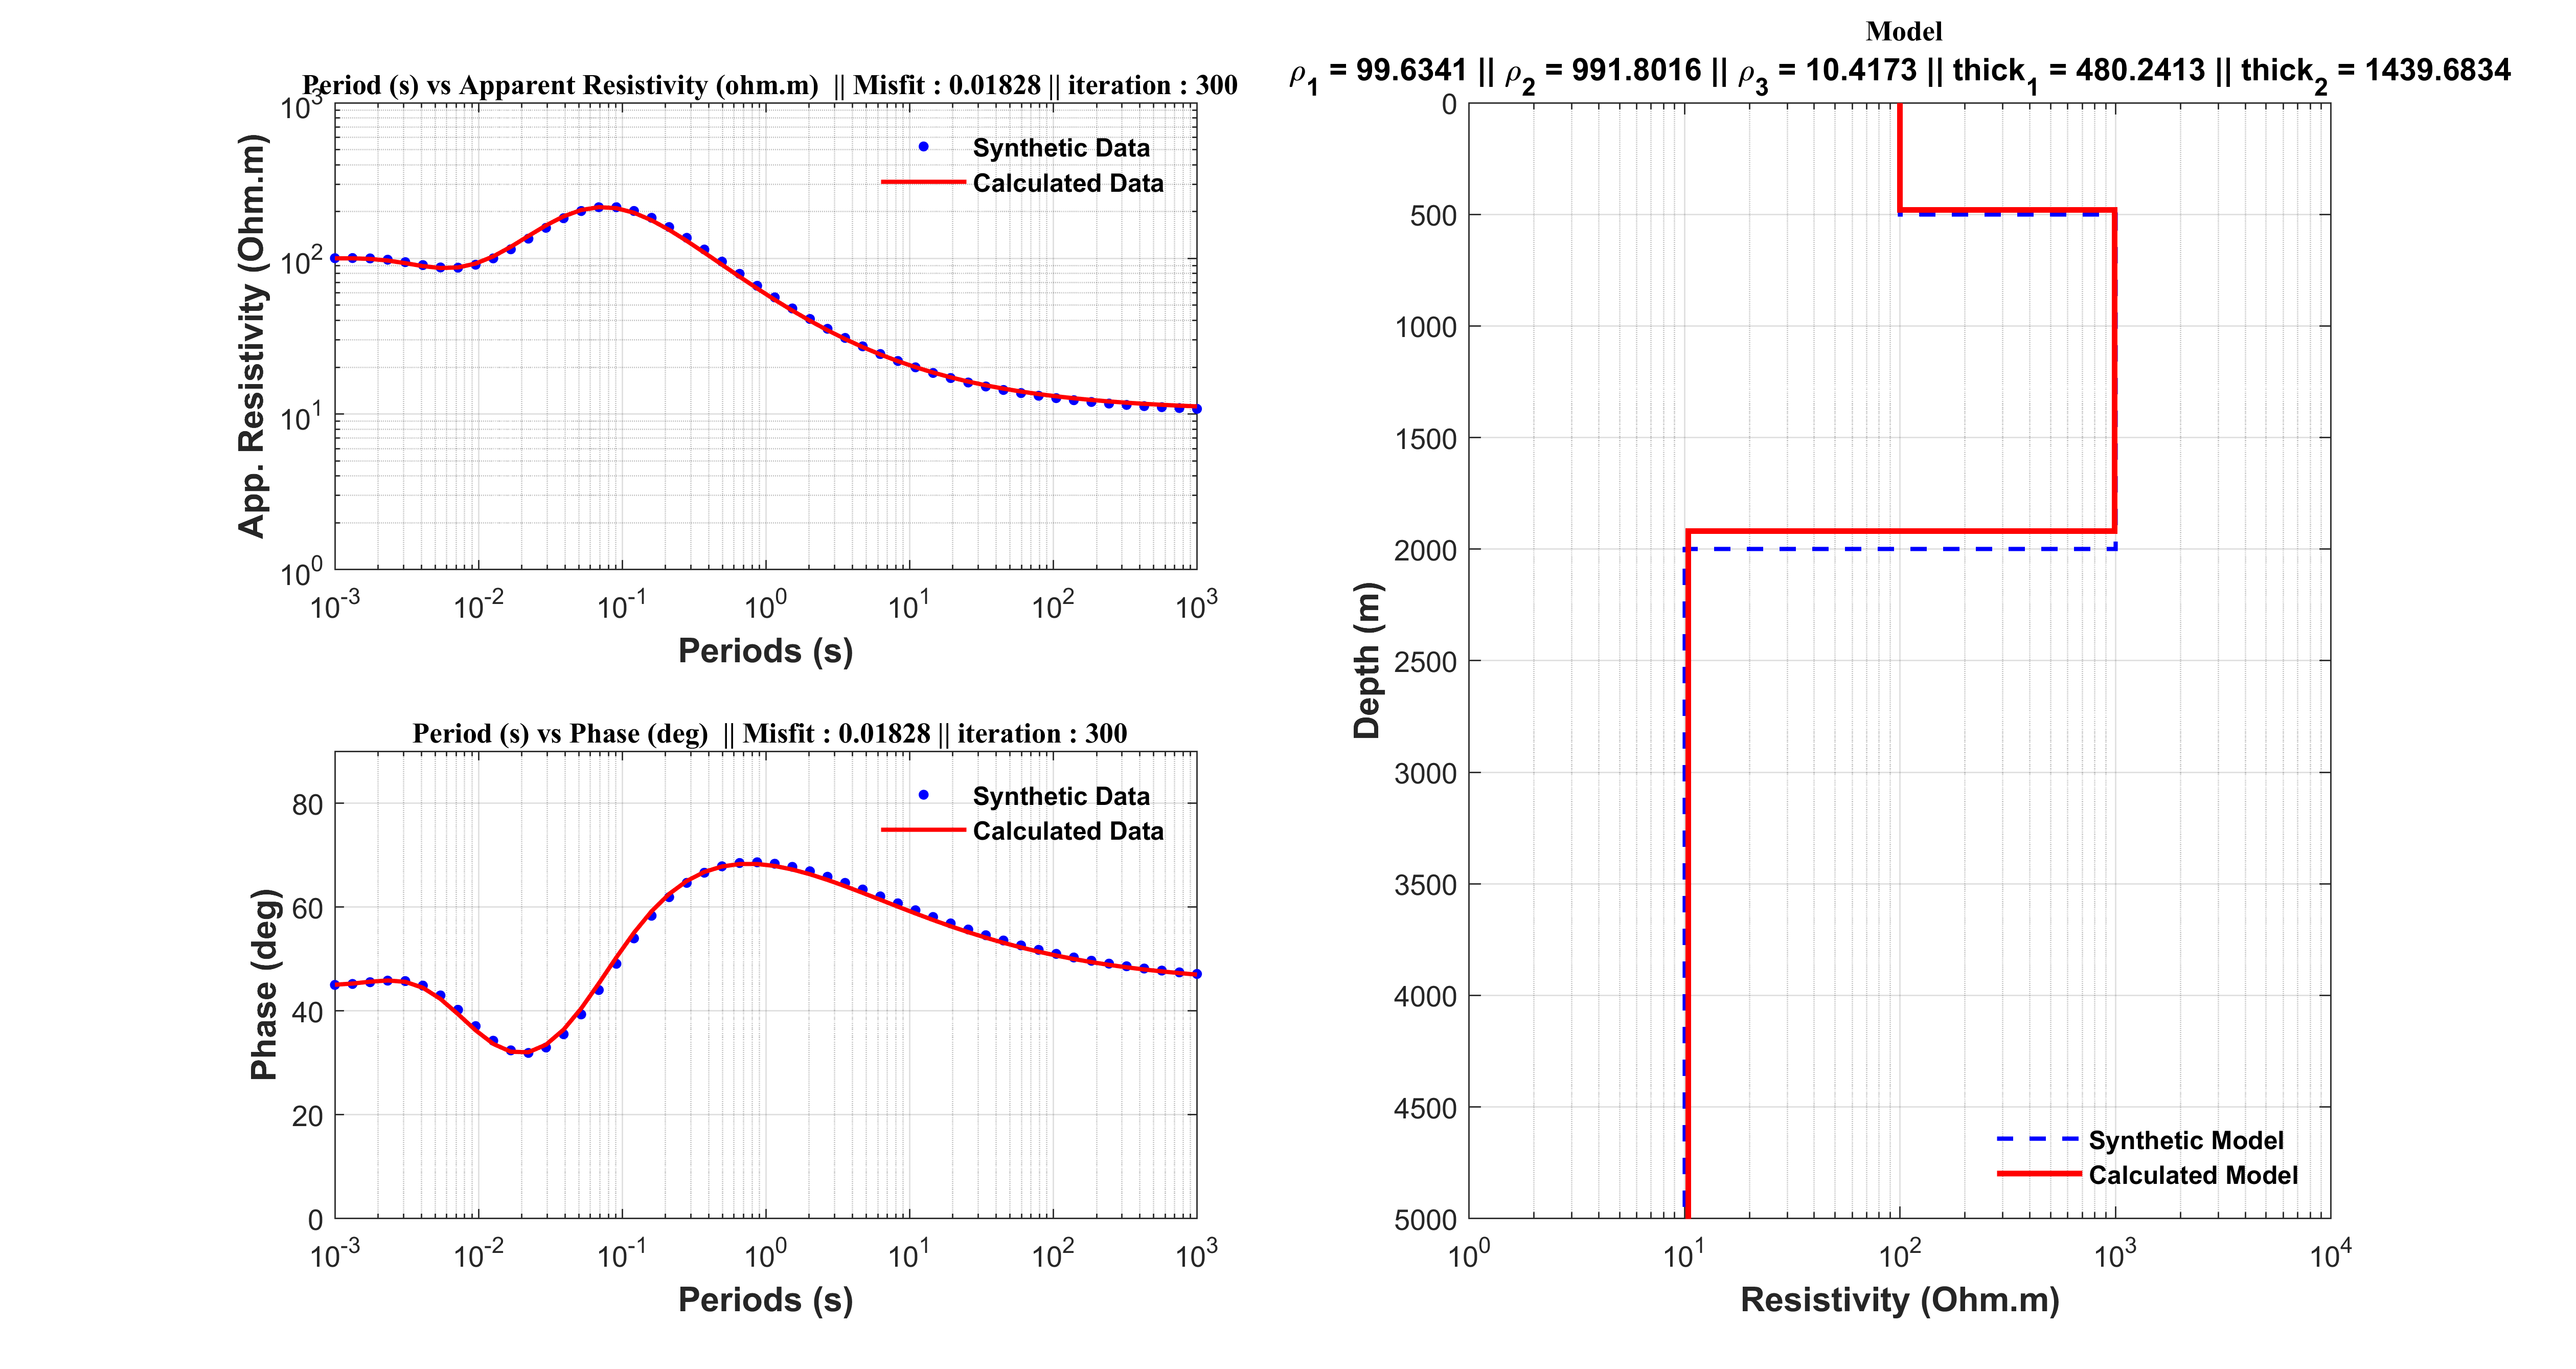 Period (s) vs Apparent Resistivity (ohm.m) || Misfit : 0.01828 || iteration : 300
10^3
10^2
10^1
10^0
App. Resistivity (Ohm.m)
Synthetic Data
Calculated Data
10^-3 10^-2 10^-1 10^0 10^1 10^2 10^3
Periods (s)
Period (s) vs Phase (deg) || Misfit : 0.01828 || iteration : 300
80
60
40
20
0
Phase (deg)
Synthetic Data
Calculated Data
10^-3 10^-2 10^-1 10^0 10^1 10^2 10^3
Periods (s)
Model
ρ_1 = 99.6341 || ρ_2 = 991.8016 || ρ_3 = 10.4173 || thick_1 = 480.2413 || thick_2 = 1439.6834
0
500
1000
1500
2000
2500
3000
3500
4000
4500
5000
Depth (m)
Synthetic Model
Calculated Model
10^0 10^1 10^2 10^3 10^4
Resistivity (Ohm.m)